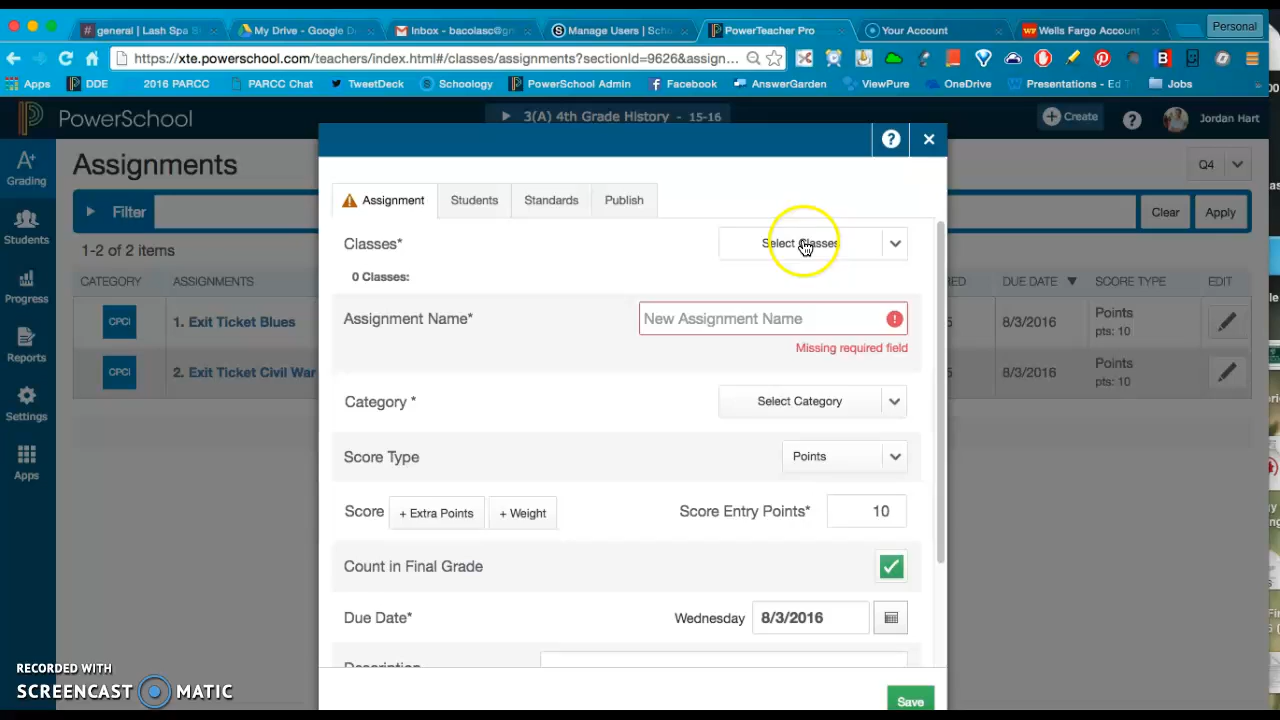 # general | Lash Spa S
My Drive - Google D
Inbox - bacolasc@gr
Manage Users | Scho
PowerTeacher Pro
Your Account
Wells Fargo Account
Personal
https://xte.powerschool.com/teachers/index.html#/classes/assignments?sectionId=9626&assign...
Apps
DDE
2016 PARCC
PARCC Chart
TweetDeck
Schoology
PowerSchool Admin
Facebook
AnswerGarden
ViewPure
OneDrive
Presentations - Ed T
Jobs
PowerSchool
3(A) 4th Grade History - 15-16
Create
Jordan Hart
A+
Grading
Students
Progress
Reports
Settings
Apps
Assignments
Q4
Filter
Clear
Apply
1-2 of 2 items
CATEGORY
ASSIGNMENTS
DUE DATE
SCORE TYPE
EDIT
CPCI
1. Exit Ticket Blues
8/3/2016
Points
pts: 10
CPCI
2. Exit Ticket Civil War
8/3/2016
Points
pts: 10
Assignment
Students
Standards
Publish
Classes*
Select Classes
0 Classes:
Assignment Name*
New Assignment Name
Missing required field
Category *
Select Category
Score Type
Points
Score
+ Extra Points
+ Weight
Score Entry Points*
10
Count in Final Grade
Due Date*
Wednesday
8/3/2016
Description
Save
RECORDED WITH
SCREENCAST MATIC